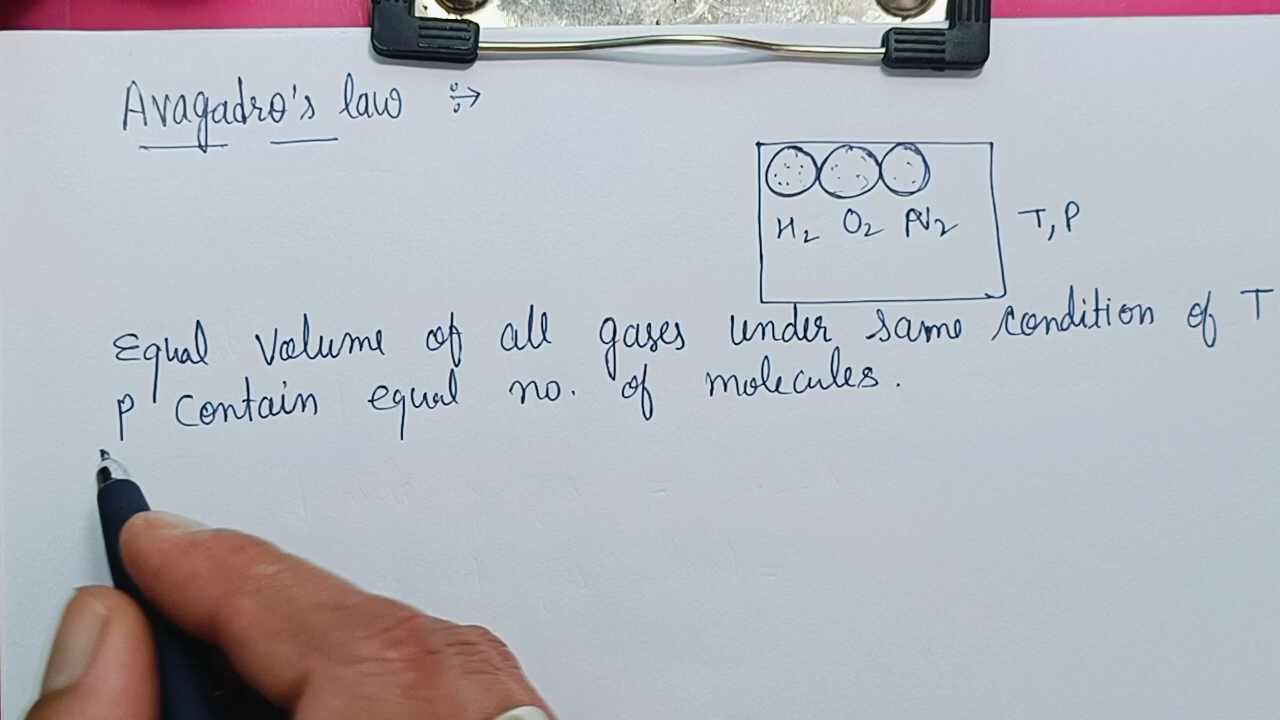 Avagadro's law
H₂ O₂ N₂
T, P
Equal volume of all gases under same condition of T
P contain equal no. of molecules.